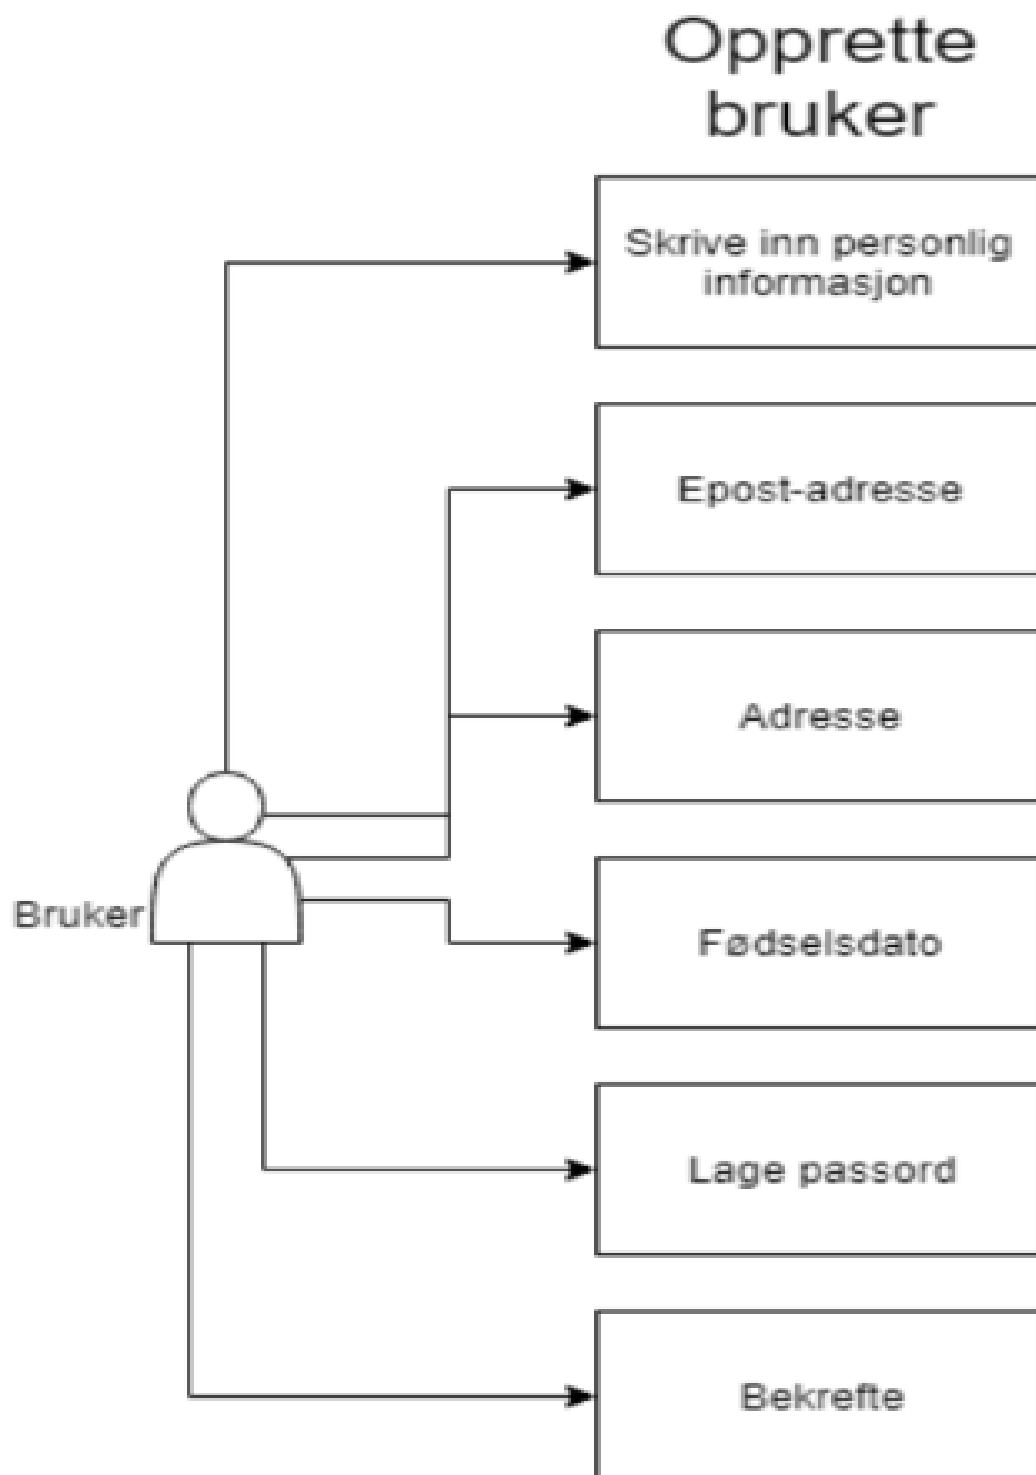 Opprette
bruker
Skrive inn personlig
informasjon
Epost-adresse
Adresse
Bruker
Fødselsdato
Lage passord
Bekrefte